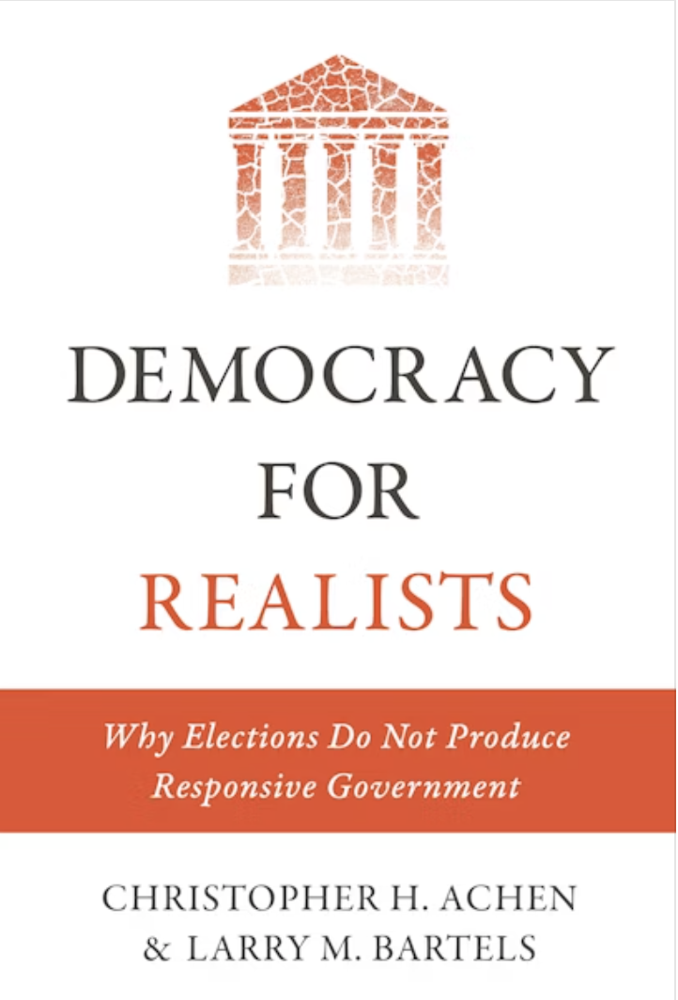 DEMOCRACY
FOR
REALISTS
Why Elections Do Not Produce
Responsive Government
CHRISTOPHER H. ACHEN
& LARRY M. BARTELS